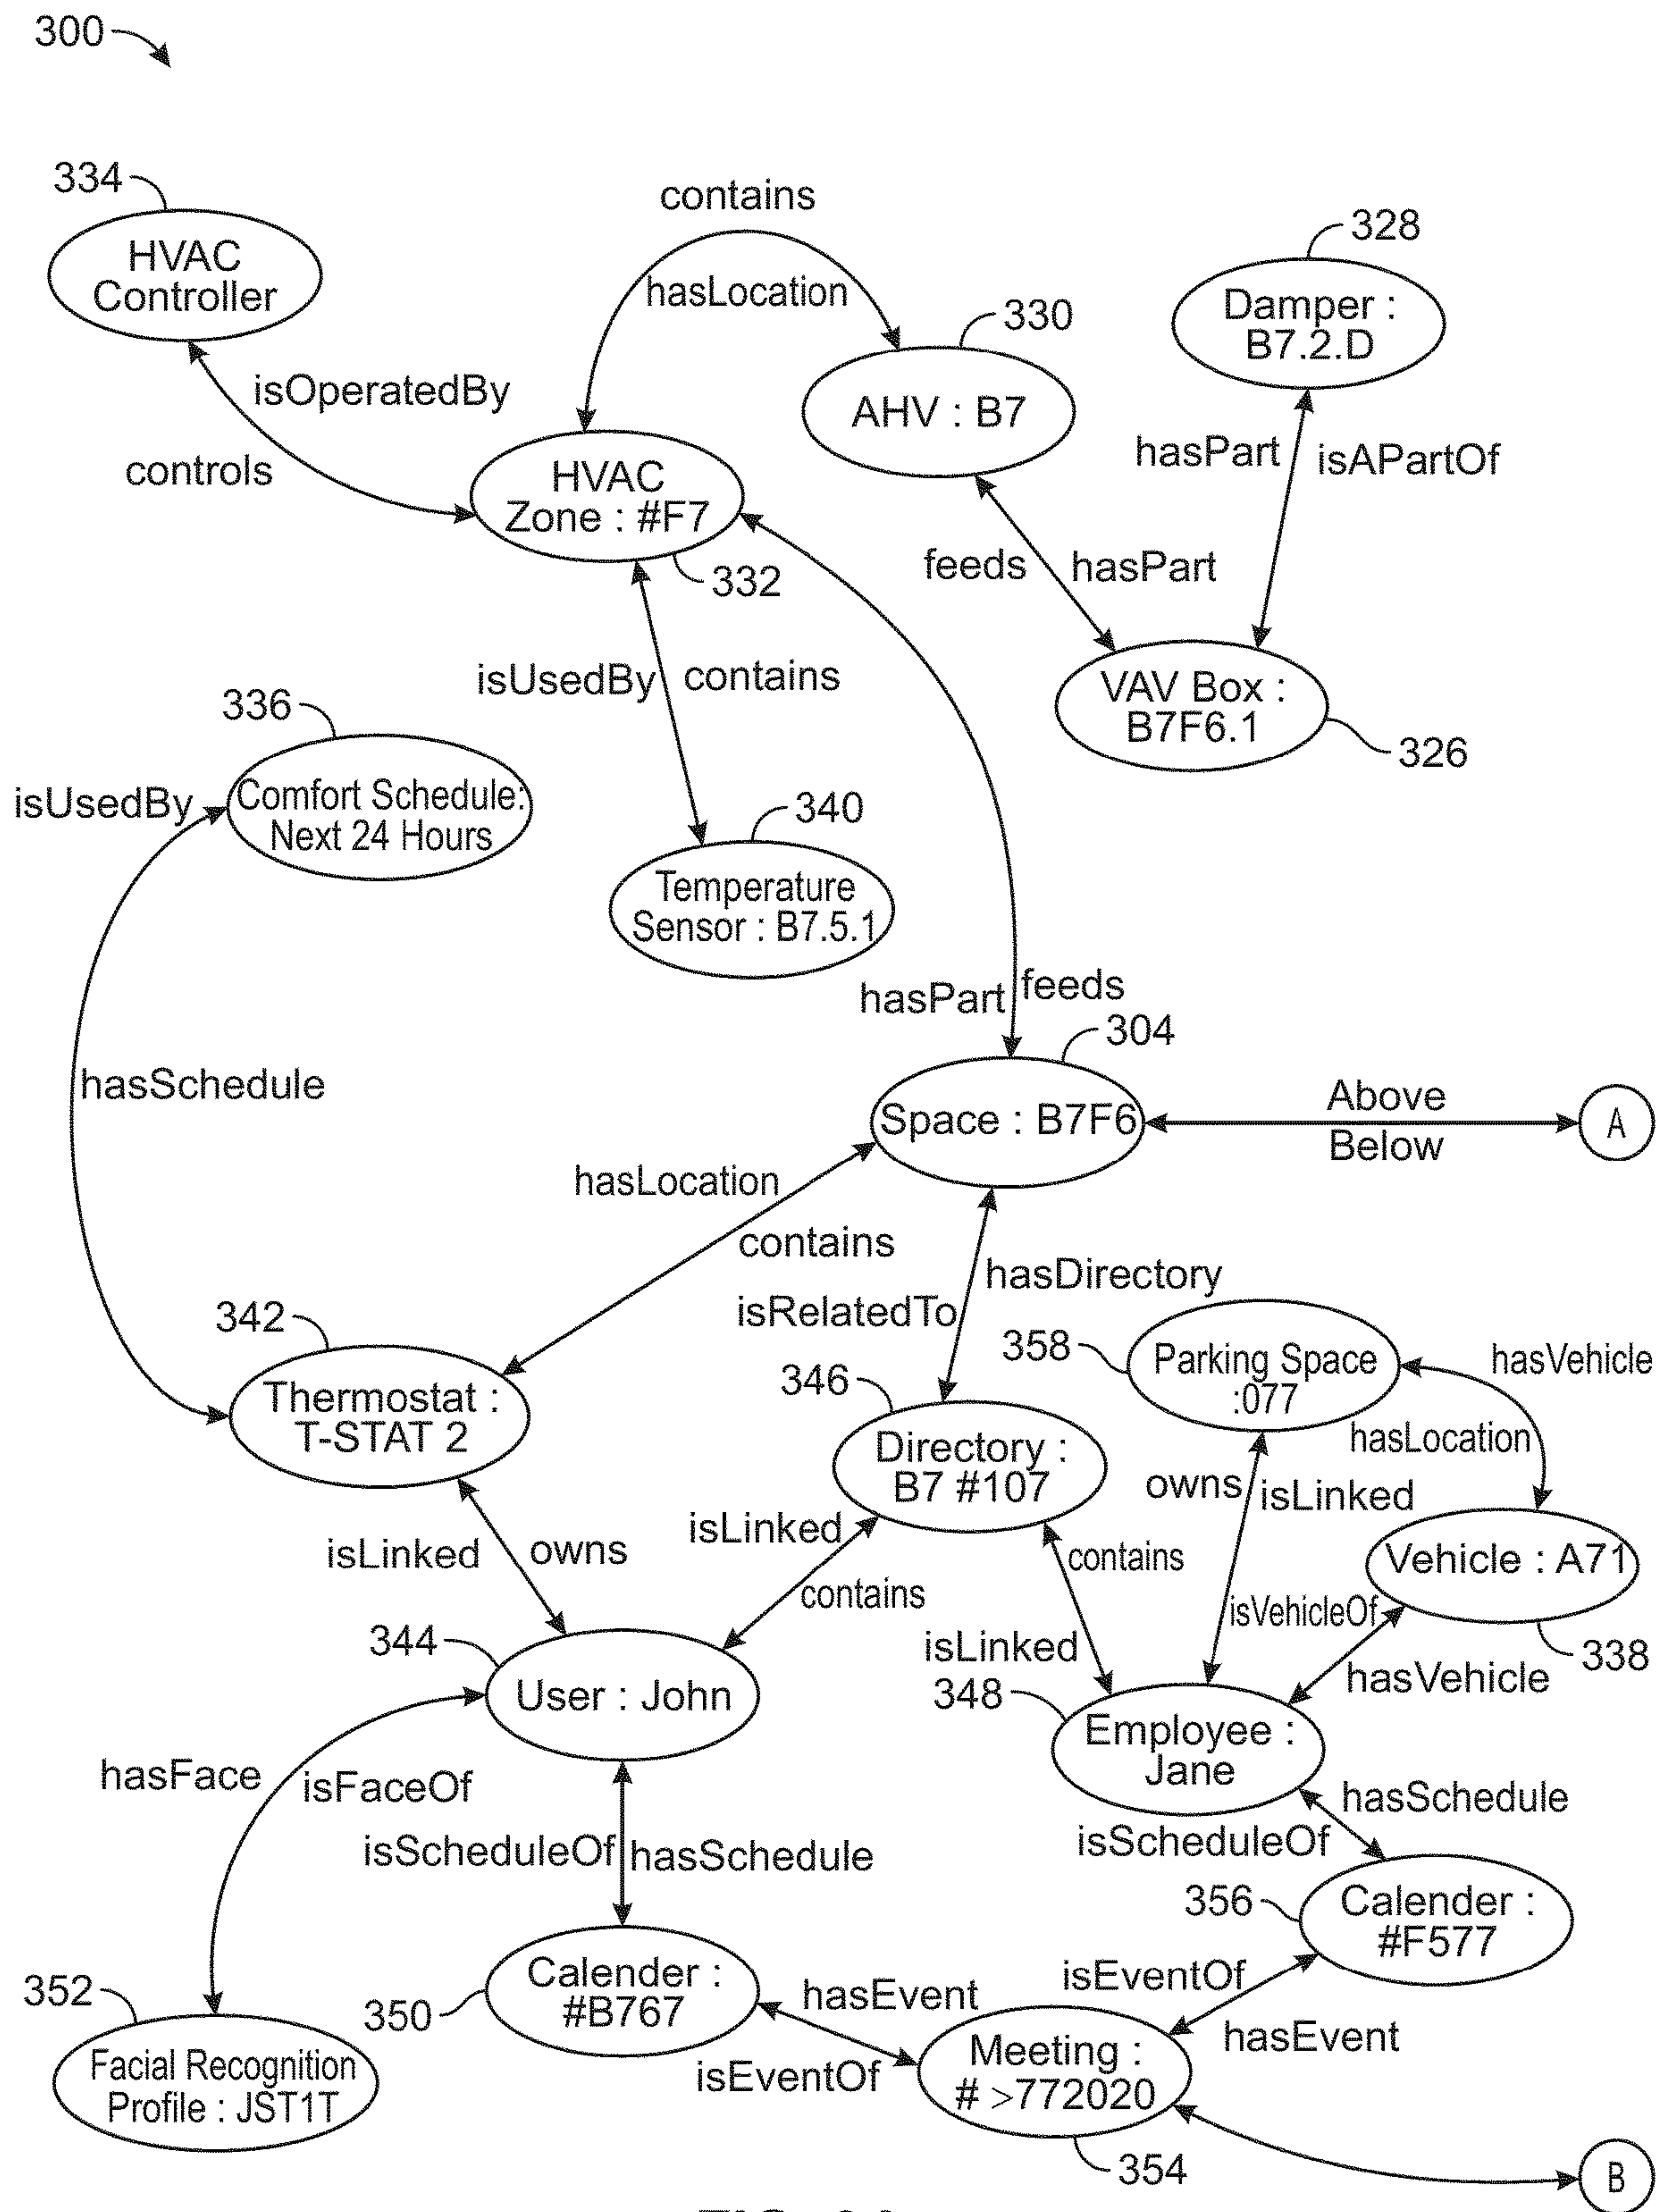 300
334
HVAC
Controller
contains
hasLocation
328
Damper :
B7.2.D
330
AHV : B7
isOperatedBy
controls
HVAC
Zone : #F7
332
hasPart
isAPartOf
feeds
hasPart
isUsedBy
contains
VAV Box :
B7F6.1
326
336
isUsedBy
Comfort Schedule:
Next 24 Hours
340
Temperature
Sensor : B7.5.1
hasPart
feeds
304
hasSchedule
Space : B7F6
Above
Below
A
hasLocation
contains
hasDirectory
isRelatedTo
342
Thermostat :
T-STAT 2
346
Directory :
B7 #107
358
Parking Space
:077
hasVehicle
hasLocation
owns
isLinked
isLinked
owns
isLinked
contains
contains
isLinked
Vehicle : A71
338
isVehicleOf
hasVehicle
344
User : John
348
Employee :
Jane
hasFace
isFaceOf
isScheduleOf
hasSchedule
hasSchedule
isScheduleOf
356
Calender :
#F577
352
Facial Recognition
Profile : JST1T
350
Calender :
#B767
hasEvent
isEventOf
isEventOf
hasEvent
Meeting :
# >772020
354
B